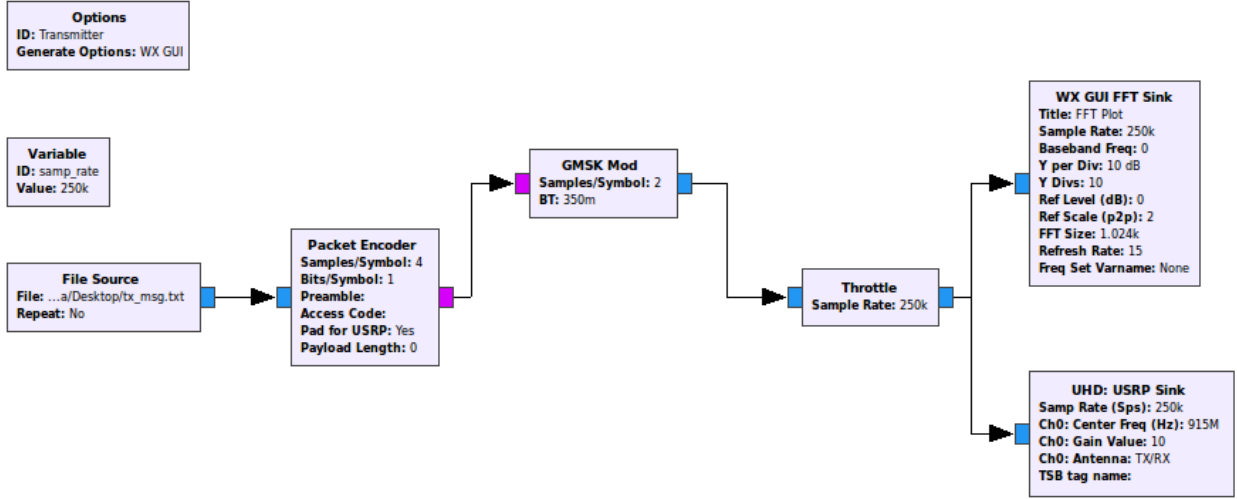 Options
ID: Transmitter
Generate Options: WX GUI
Variable
ID: samp_rate
Value: 250k
File Source
File: ...a/Desktop/tx_msg.txt
Repeat: No
Packet Encoder
Samples/Symbol: 4
Bits/Symbol: 1
Preamble:
Access Code:
Pad for USRP: Yes
Payload Length: 0
GMSK Mod
Samples/Symbol: 2
BT: 350m
Throttle
Sample Rate: 250k
WX GUI FFT Sink
Title: FFT Plot
Sample Rate: 250k
Baseband Freq: 0
Y per Div: 10 dB
Y Divs: 10
Ref Level (dB): 0
Ref Scale (p2p): 2
FFT Size: 1.024k
Refresh Rate: 15
Freq Set Varname: None
UHD: USRP Sink
Samp Rate (Sps): 250k
Ch0: Center Freq (Hz): 915M
Ch0: Gain Value: 10
Ch0: Antenna: TX/RX
TSB tag name: